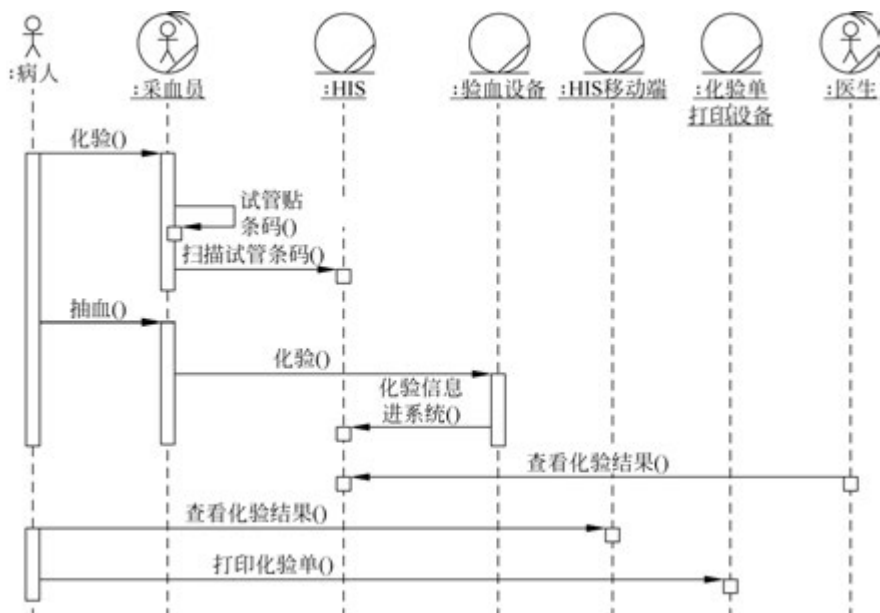 :病人
:采血员
:HIS
:验血设备
:HIS移动端
:化验单
打印设备
:医生
化验()
试管贴
条码()
扫描试管条码()
抽血()
化验()
化验信息
进系统()
查看化验结果()
查看化验结果()
打印化验单()